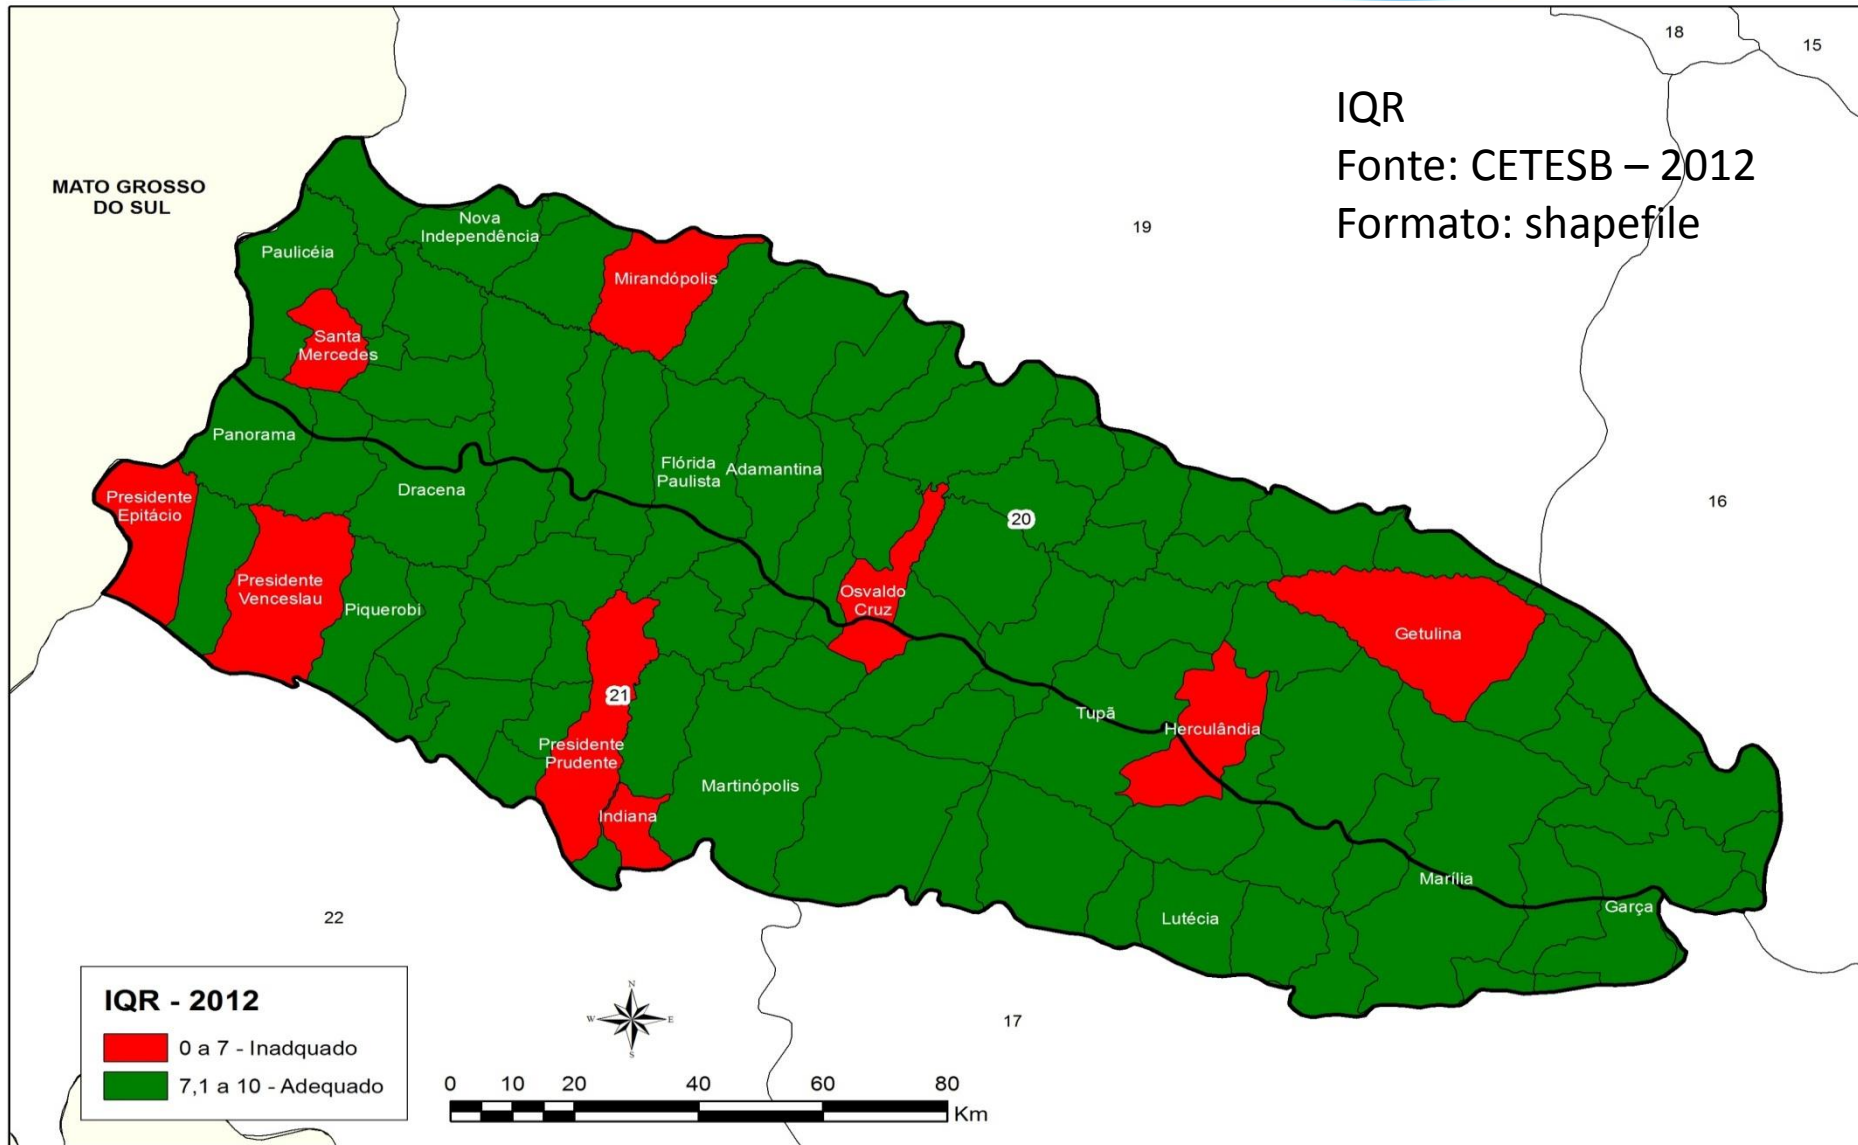 18
15
IQR
Fonte: CETESB – 2012
Formato: shapefile
MATO GROSSO
DO SUL
19
Nova
Independência
Paulicéia
Mirandópolis
Santa
Mercedes
Panorama
Flórida
Paulista
Adamantina
Dracena
Presidente
Epitácio
20
16
Presidente
Venceslau
Piquerobi
Osvaldo
Cruz
Getulina
21
Tupã
Herculândia
Presidente
Prudente
Martinópolis
Indiana
Marília
Garça
Lutécia
22
17
IQR - 2012
0 a 7 - Inadquado
7,1 a 10 - Adequado
N
W
E
S
0 10 20 40 60 80
Km